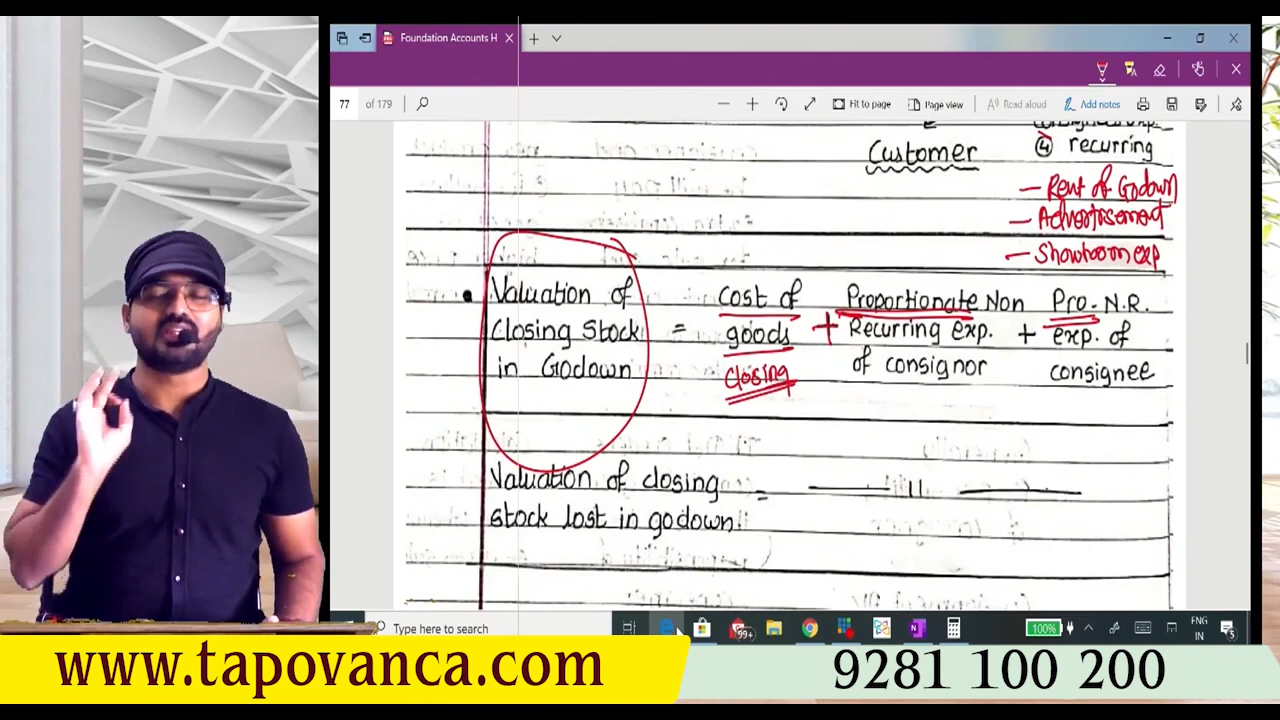 Foundation Accounts H
77 of 179
Fit to page
Page view
Read aloud
Add notes
Customer
④ recurring
- Rent of Godown
- Advertisement
- Showroom exp
• Valuation of Closing Stock in Godown = Cost of goods closing + Proportionate Non Recurring exp. of consignor + Pro. N.R. exp. of consignee
Valuation of closing = —— 11 ——
stock lost in godown.
Type here to search
99+
100%
ENG
IN
5
www.tapovanca.com
9281 100 200